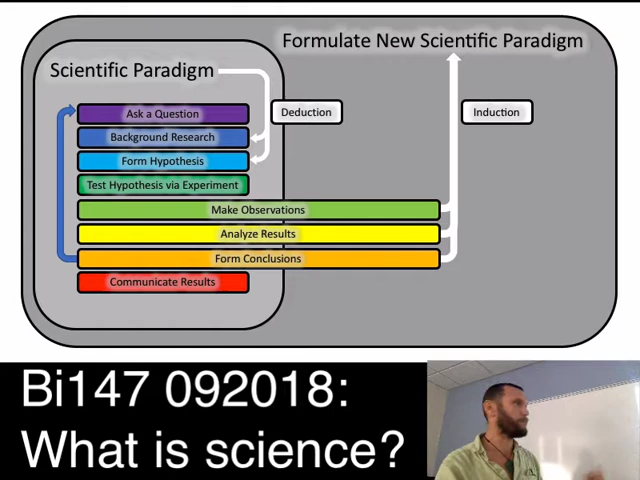 Formulate New Scientific Paradigm
Scientific Paradigm
Deduction
Induction
Ask a Question
Background Research
Form Hypothesis
Test Hypothesis via Experiment
Make Observations
Analyze Results
Form Conclusions
Communicate Results
Bi147 092018:
What is science?